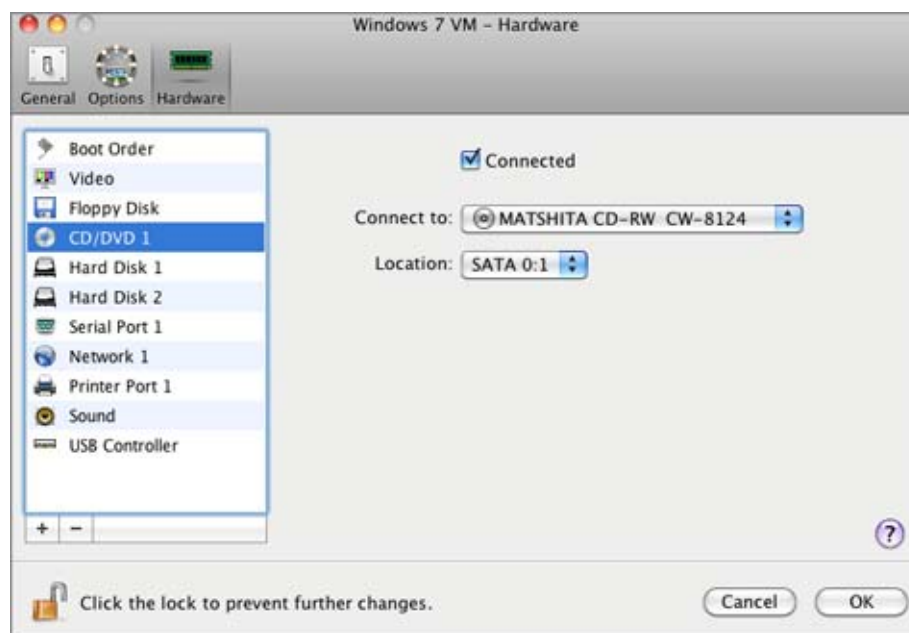 Windows 7 VM – Hardware
General Options Hardware
Boot Order
Video
Floppy Disk
CD/DVD 1
Hard Disk 1
Hard Disk 2
Serial Port 1
Network 1
Printer Port 1
Sound
USB Controller
Connected
Connect to: MATSHITA CD-RW CW-8124
Location: SATA 0:1
+ −
?
Click the lock to prevent further changes.
Cancel OK